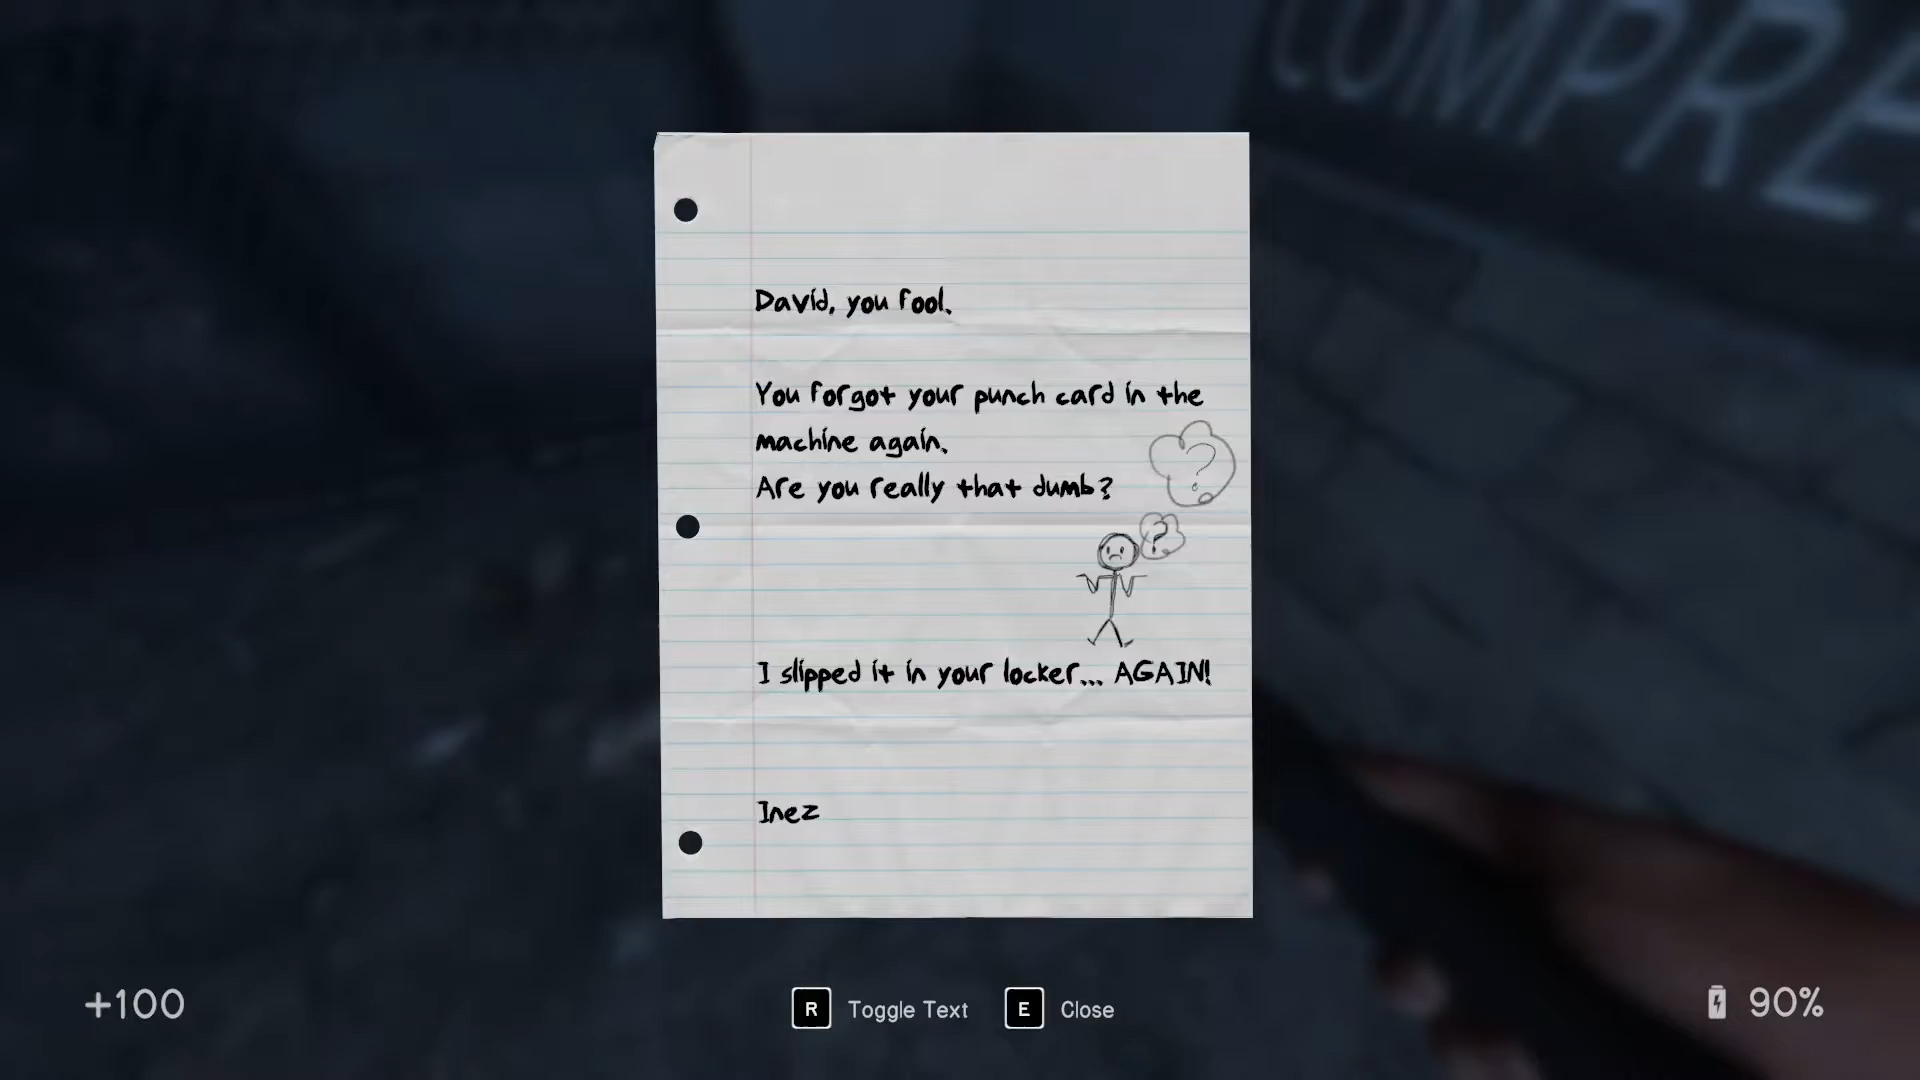 COMPRE
David, you fool.
You forgot your punch card in the
machine again.
?
Are you really that dumb?
?
I slipped it in your locker... AGAIN!
Inez
+100
R Toggle Text E Close
90%